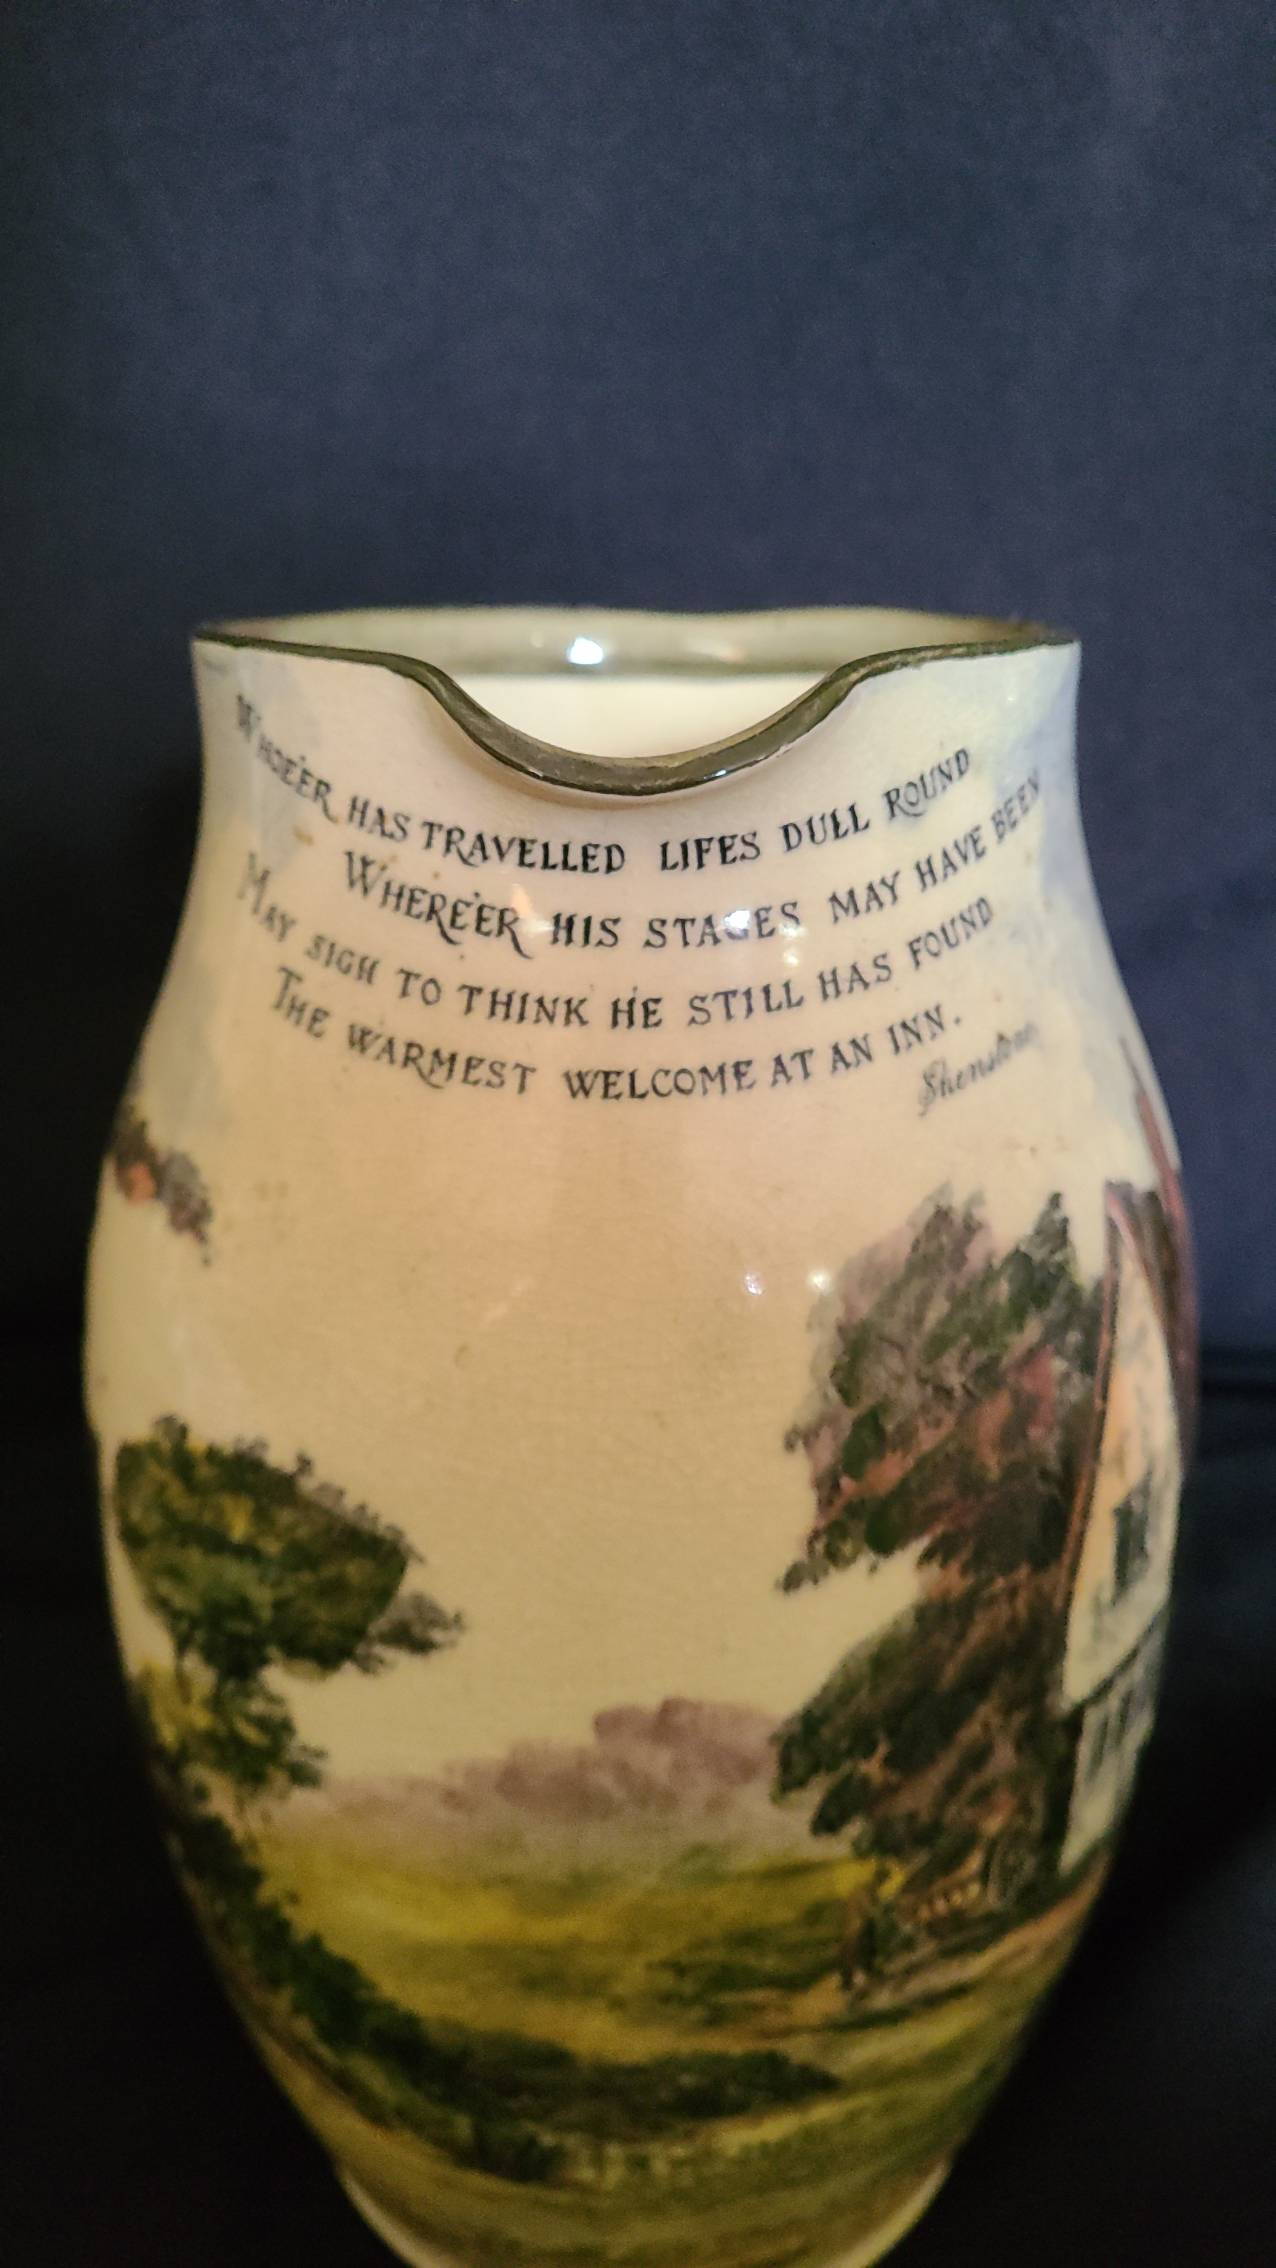 WHOE'ER HAS TRAVELLED LIFES DULL ROUND
WHERE'ER HIS STAGES MAY HAVE BEEN
MAY SIGH TO THINK HE STILL HAS FOUND
THE WARMEST WELCOME AT AN INN.
Shenstone